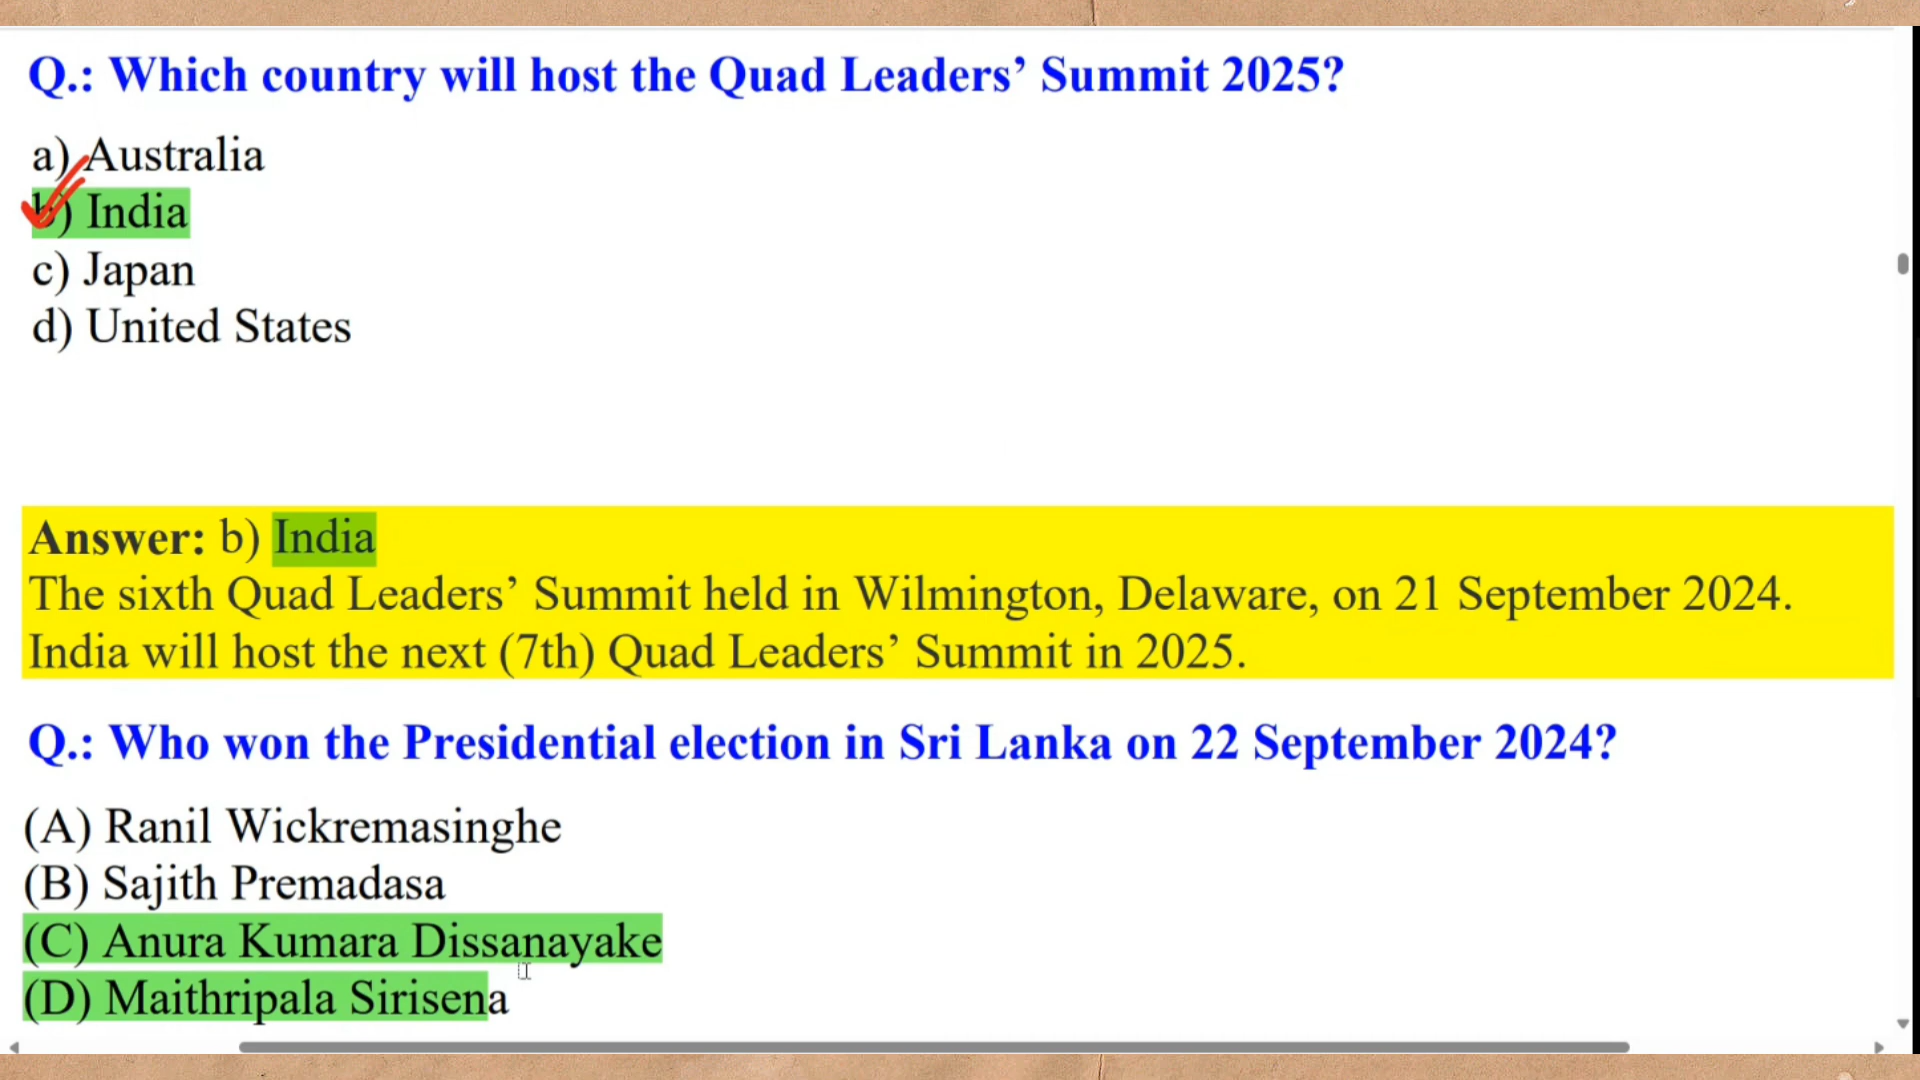 Q.: Which country will host the Quad Leaders’ Summit 2025?
a) Australia
b) India
c) Japan
d) United States
Answer: b) India
The sixth Quad Leaders’ Summit held in Wilmington, Delaware, on 21 September 2024.
India will host the next (7th) Quad Leaders’ Summit in 2025.
Q.: Who won the Presidential election in Sri Lanka on 22 September 2024?
(A) Ranil Wickremasinghe
(B) Sajith Premadasa
(C) Anura Kumara Dissanayake
(D) Maithripala Sirisena